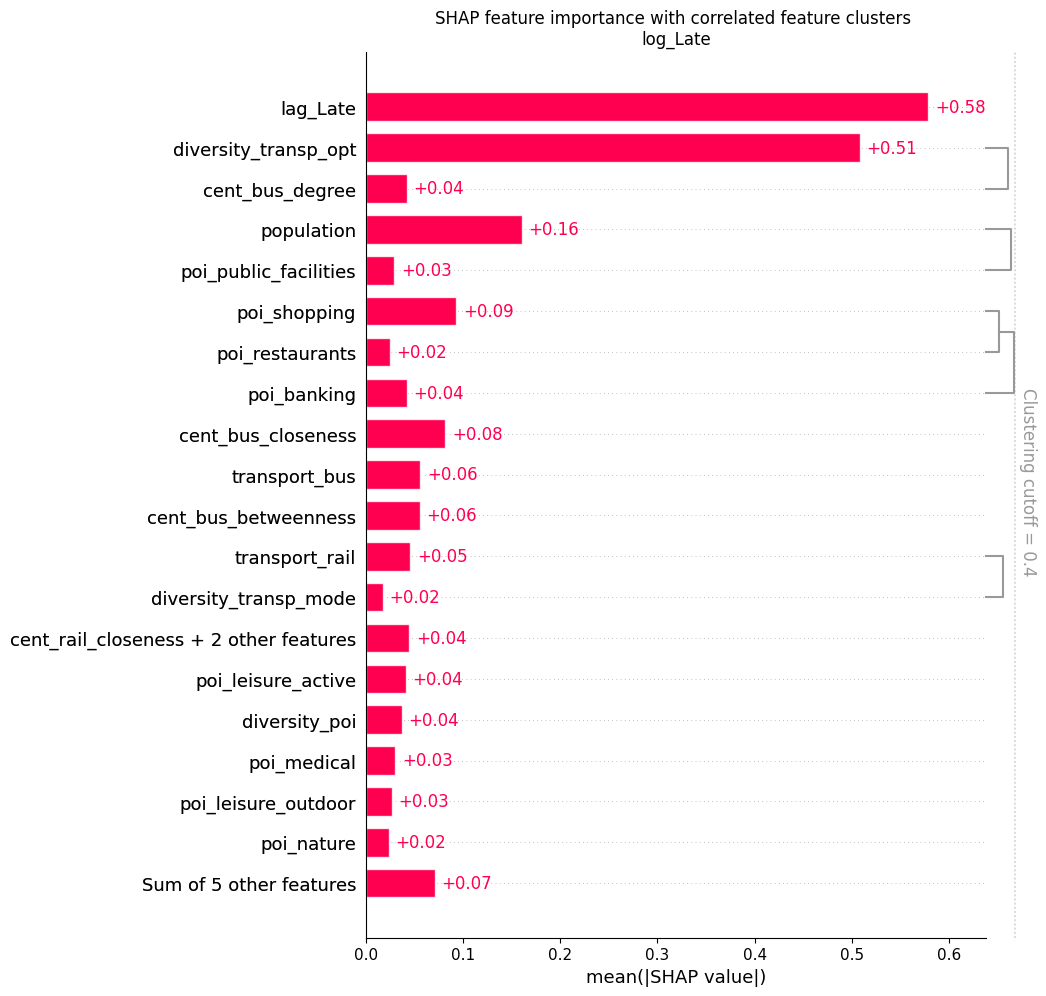 SHAP feature importance with correlated feature clusters
log_Late
lag_Late +0.58
diversity_transp_opt +0.51
cent_bus_degree +0.04
population +0.16
poi_public_facilities +0.03
poi_shopping +0.09
poi_restaurants +0.02
poi_banking +0.04
cent_bus_closeness +0.08
transport_bus +0.06
cent_bus_betweenness +0.06
transport_rail +0.05
diversity_transp_mode +0.02
cent_rail_closeness + 2 other features +0.04
poi_leisure_active +0.04
diversity_poi +0.04
poi_medical +0.03
poi_leisure_outdoor +0.03
poi_nature +0.02
Sum of 5 other features +0.07
Clustering cutoff = 0.4
0.0 0.1 0.2 0.3 0.4 0.5 0.6
mean(|SHAP value|)